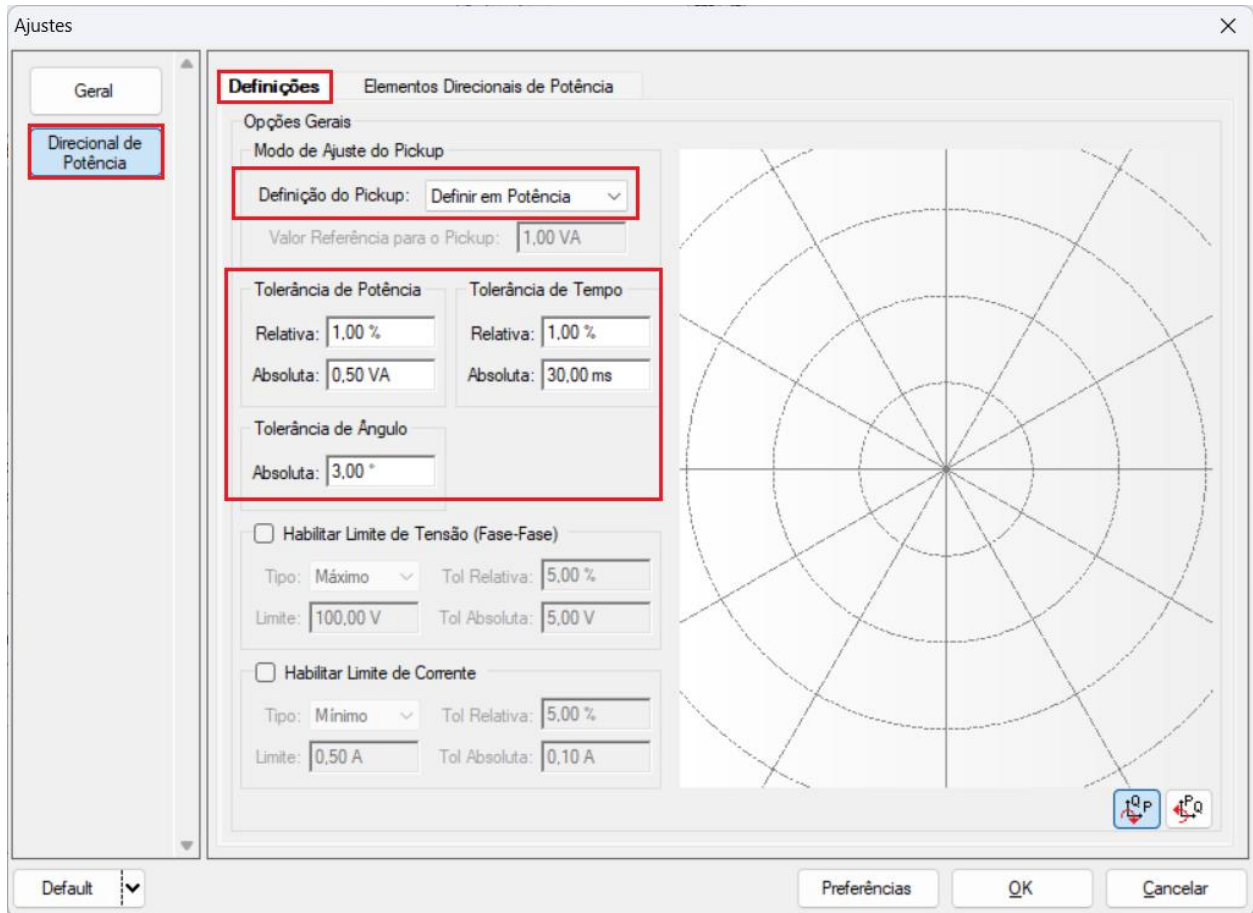 Ajustes
Geral
Direcional de
Potência
Definições
Elementos Direcionais de Potência
Opções Gerais
Modo de Ajuste do Pickup
Definição do Pickup: Definir em Potência
Valor Referência para o Pickup: 1,00 VA
Tolerância de Potência
Relativa: 1,00 %
Absoluta: 0,50 VA
Tolerância de Tempo
Relativa: 1,00 %
Absoluta: 30,00 ms
Tolerância de Ângulo
Absoluta: 3,00 °
Habilitar Limite de Tensão (Fase-Fase)
Tipo: Máximo Tol Relativa: 5,00 %
Limite: 100,00 V Tol Absoluta: 5,00 V
Habilitar Limite de Corrente
Tipo: Mínimo Tol Relativa: 5,00 %
Limite: 0,50 A Tol Absoluta: 0,10 A
Q P
P Q
Default
Preferências
OK
Cancelar